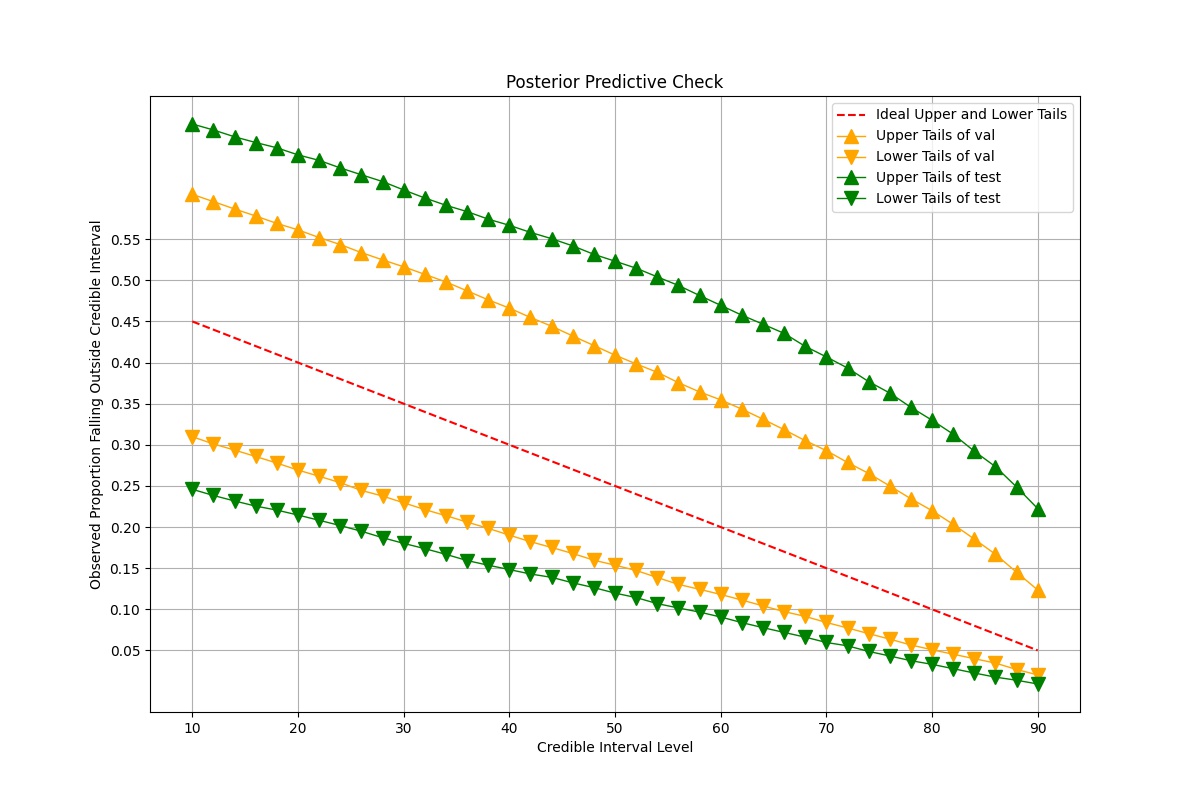 Posterior Predictive Check
Ideal Upper and Lower Tails
Upper Tails of val
Lower Tails of val
Upper Tails of test
Lower Tails of test
Observed Proportion Falling Outside Credible Interval
0.55
0.50
0.45
0.40
0.35
0.30
0.25
0.20
0.15
0.10
0.05
10 20 30 40 50 60 70 80 90
Credible Interval Level